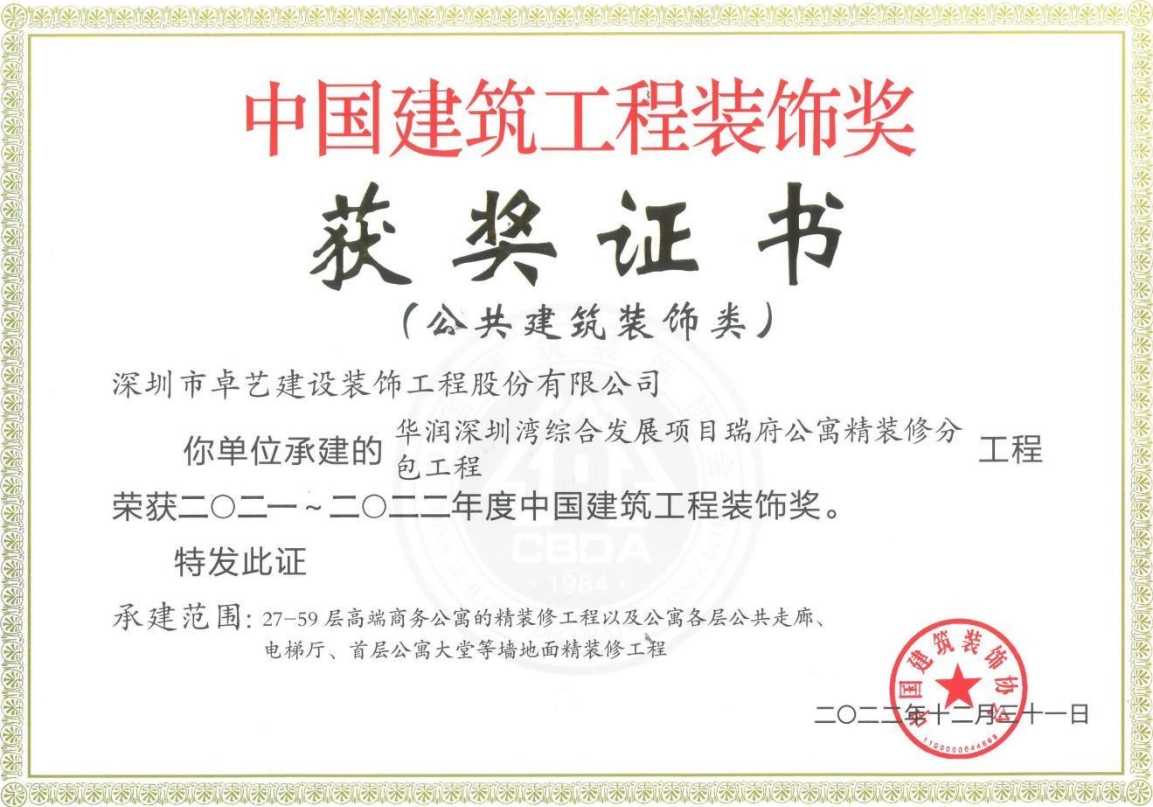 中国建筑工程装饰奖
获奖证书
（公共建筑装饰类）
深圳市卓艺建设装饰工程股份有限公司
你单位承建的 华润深圳湾综合发展项目瑞府公寓精装修分
包工程 工程
荣获二〇二一~二〇二二年度中国建筑工程装饰奖。
特发此证
承建范围：27-59 层高端商务公寓的精装修工程以及公寓各层公共走廊、
电梯厅、首层公寓大堂等墙地面精装修工程
二〇二二年十二月三十一日
中国建筑装饰协会
CBDA
·1984·